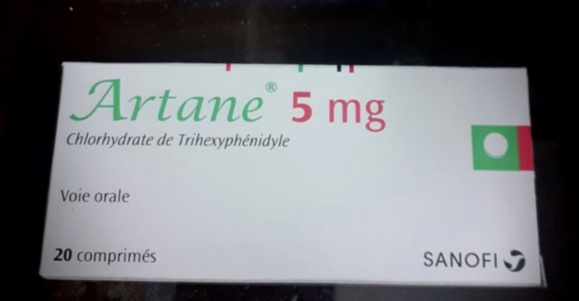 Artane® 5 mg
Chlorhydrate de Trihexyphénidyle
Voie orale
20 comprimés
SANOFI